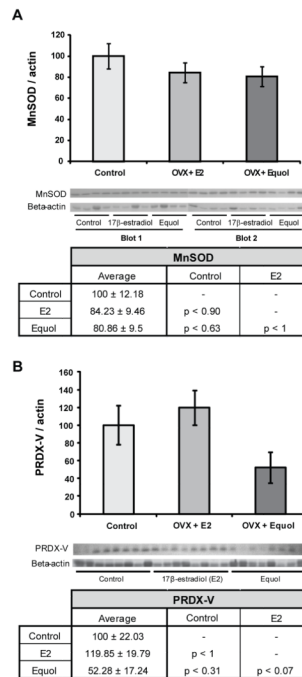 A
MnSOD / actin
120
100
80
60
40
20
0
Control OVX+ E2 OVX+ Equol
MnSOD
Beta-actin
Control 17β-estradiol Equol Control 17β-estradiol Equol
Blot 1 Blot 2
MnSOD
Average Control E2
Control 100 ± 12.18 - -
E2 84.23 ± 9.46 p < 0.90 -
Equol 80.86 ± 9.5 p < 0.63 p < 1
B
PRDX-V / actin
160
140
120
100
80
60
40
20
0
Control OVX + E2 OVX + Equol
PRDX-V
Beta-actin
Control 17β-estradiol (E2) Equol
PRDX-V
Average Control E2
Control 100 ± 22.03 - -
E2 119.85 ± 19.79 p < 1 -
Equol 52.28 ± 17.24 p < 0.31 p < 0.07